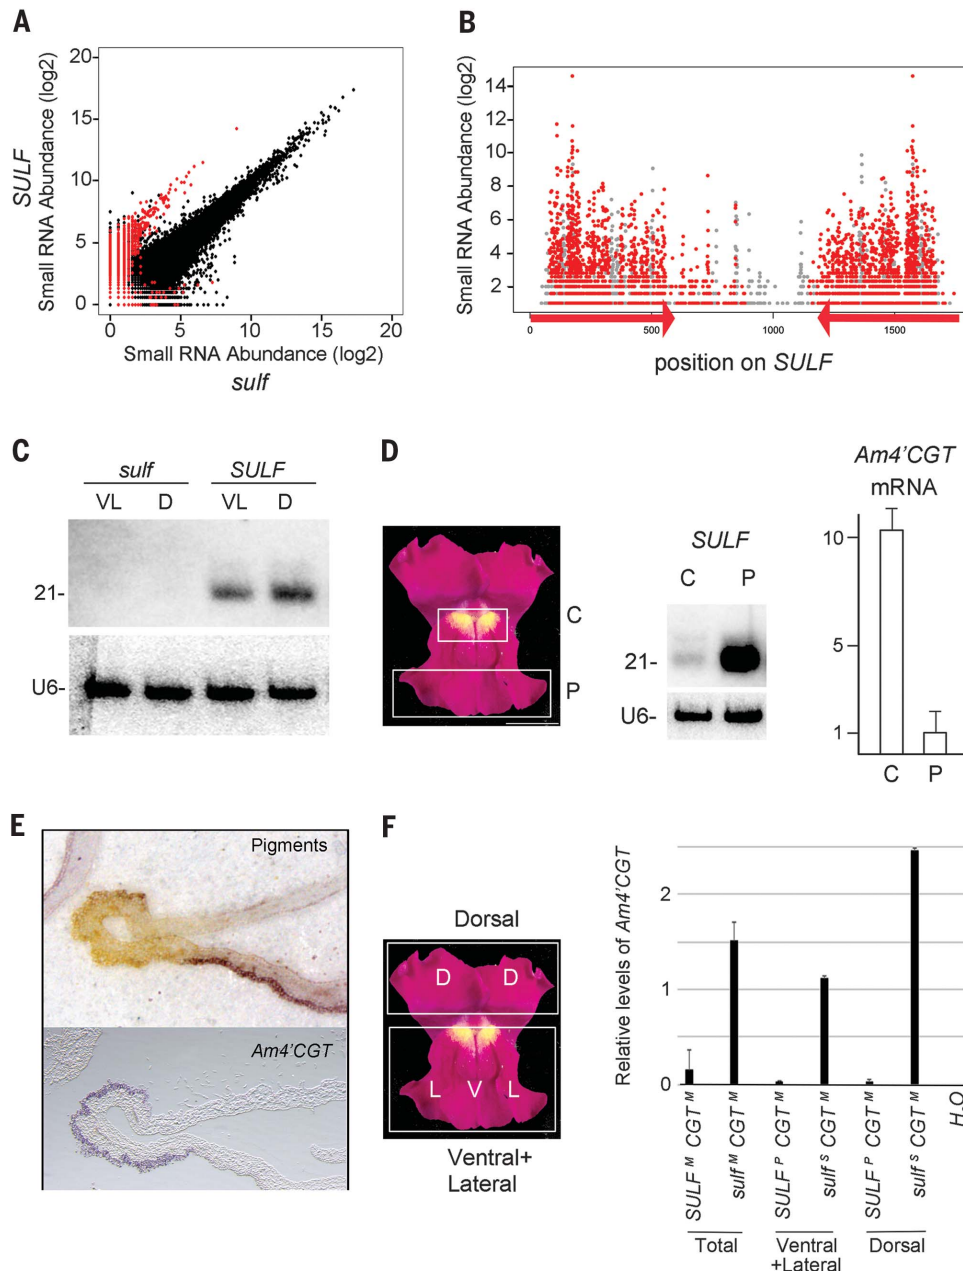 A
SULF
Small RNA Abundance (log2)
20
15
10
5
0
0 5 10 15 20
Small RNA Abundance (log2)
sulf
B
Small RNA Abundance (log2)
14
12
10
8
6
4
2
0 500 1000 1500
position on SULF
C
sulf SULF
VL D VL D
21-
U6-
D
C
P
SULF
C P
21-
U6-
Am4'CGT
mRNA
10
5
1
C P
E
Pigments
Am4'CGT
F
Dorsal
D D
L V L
Ventral+
Lateral
Relative levels of Am4'CGT
2
1
0
SULF M CGT M
sulf M CGT M
SULF P CGT M
sulf S CGT M
SULF P CGT M
sulf S CGT M
Total
Ventral
+Lateral
Dorsal